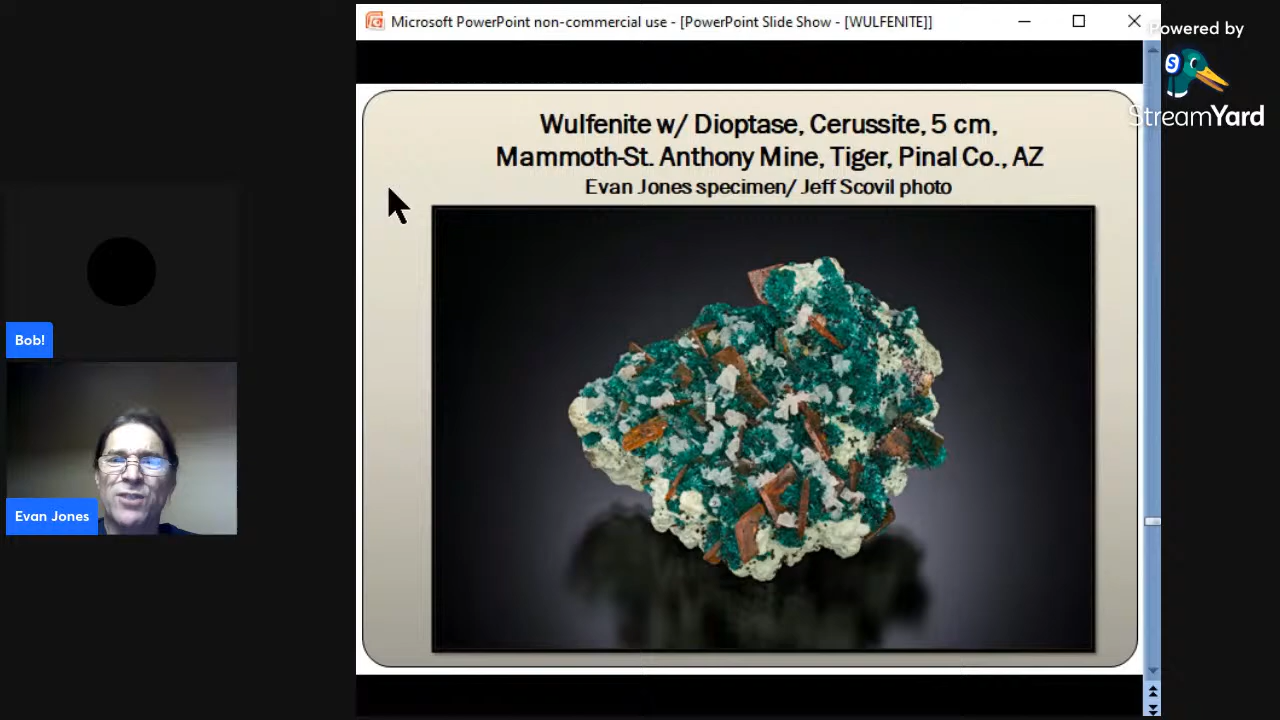 Microsoft PowerPoint non-commercial use - [PowerPoint Slide Show - [WULFENITE]]
Powered by
S
StreamYard
Wulfenite w/ Dioptase, Cerussite, 5 cm,
Mammoth-St. Anthony Mine, Tiger, Pinal Co., AZ
Evan Jones specimen/ Jeff Scovil photo
Bob!
Evan Jones